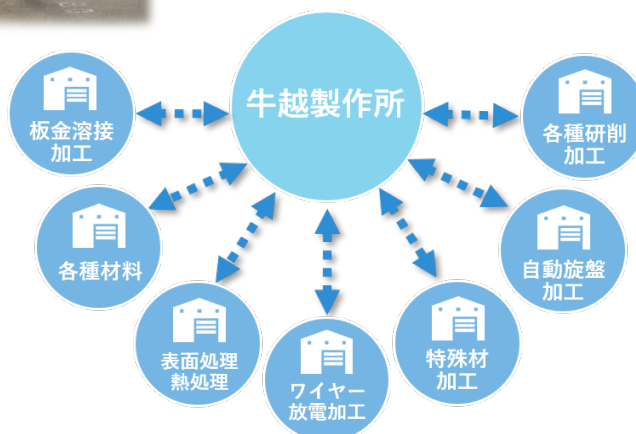 牛越製作所
板金溶接
加工
各種材料
表面処理
熱処理
ワイヤー
放電加工
特殊材
加工
自動旋盤
加工
各種研削
加工